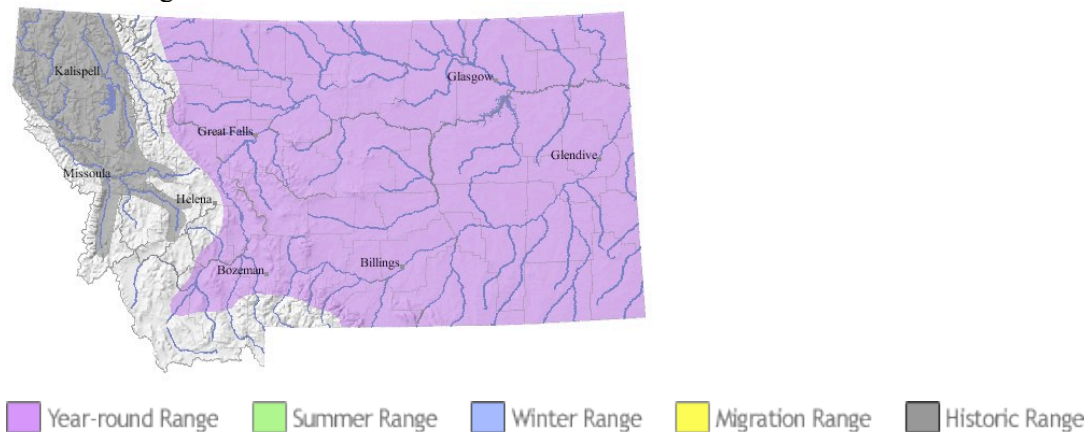 Kalispell
Glasgow
Great Falls
Glendive
Missoula
Helena
Bozeman
Billings
Year-round Range
Summer Range
Winter Range
Migration Range
Historic Range